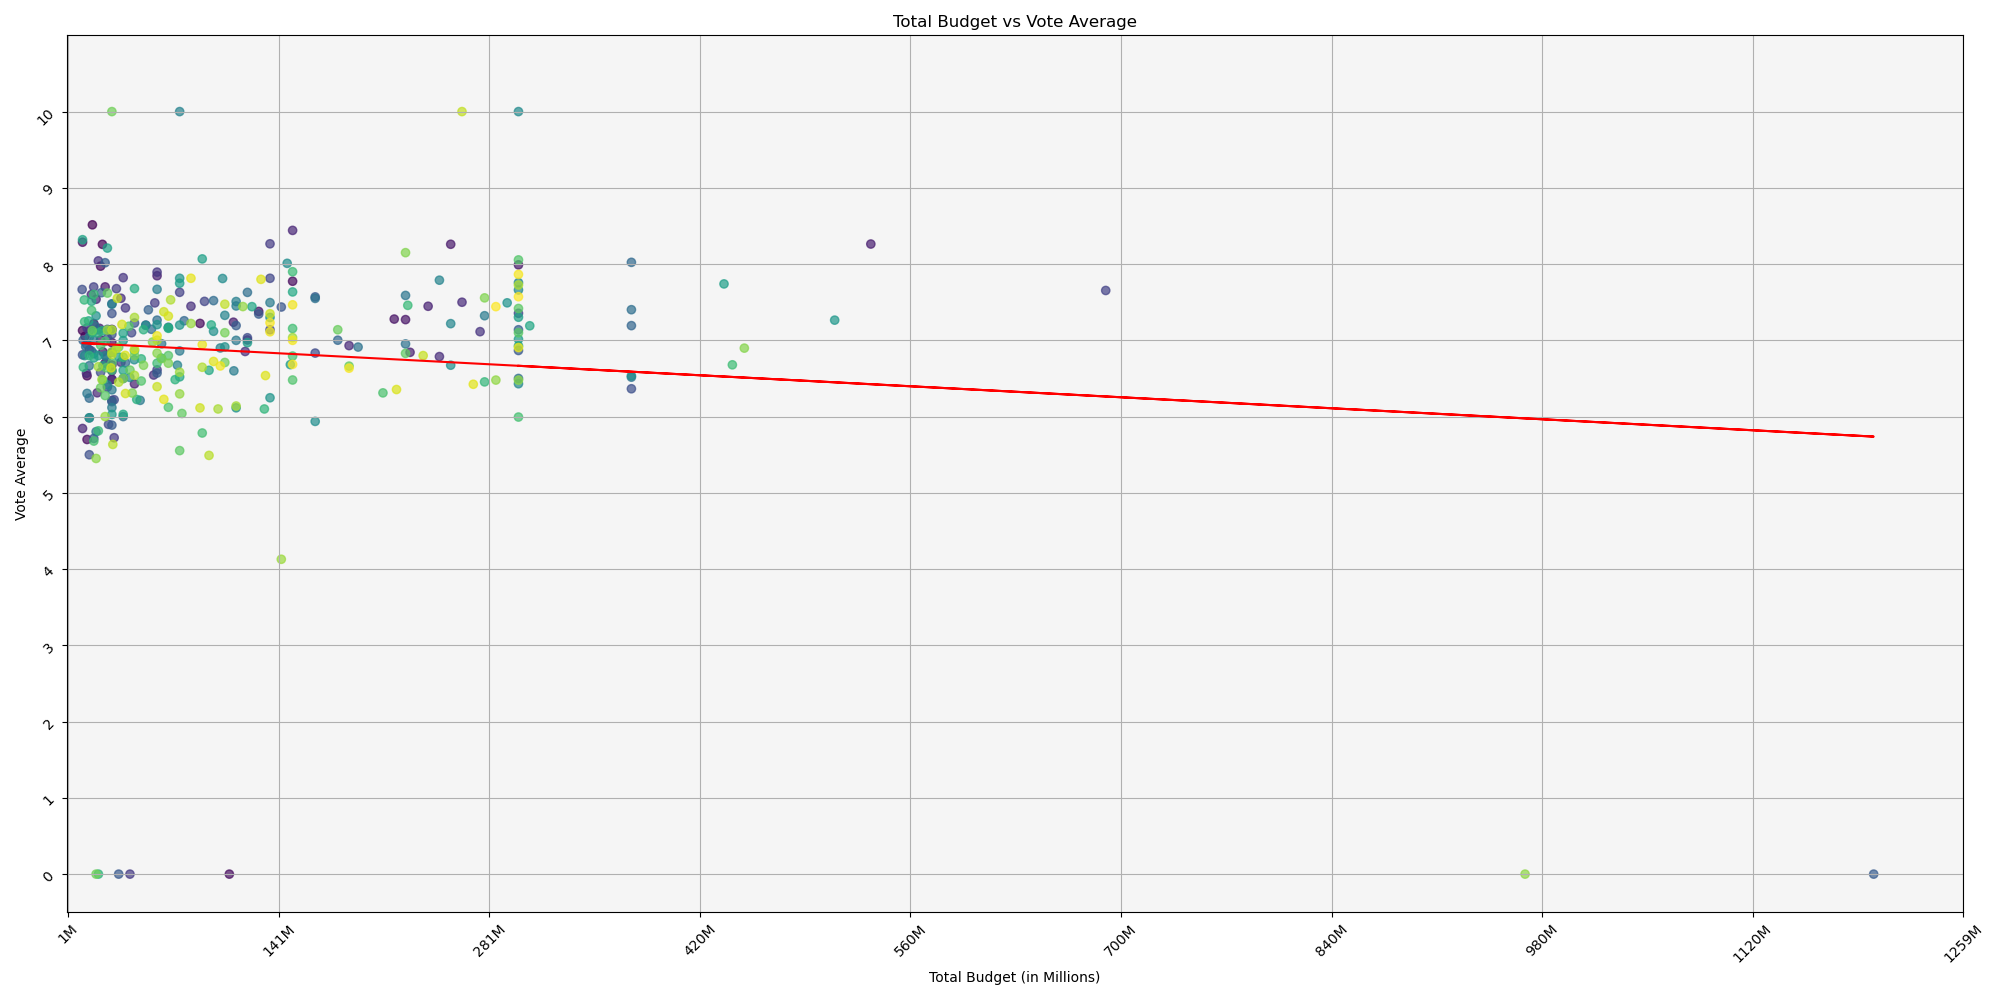 Total Budget vs Vote Average
10
9
8
7
6
5
4
3
2
1
0
Vote Average
1M
141M
281M
420M
560M
700M
840M
980M
1120M
1259M
Total Budget (in Millions)